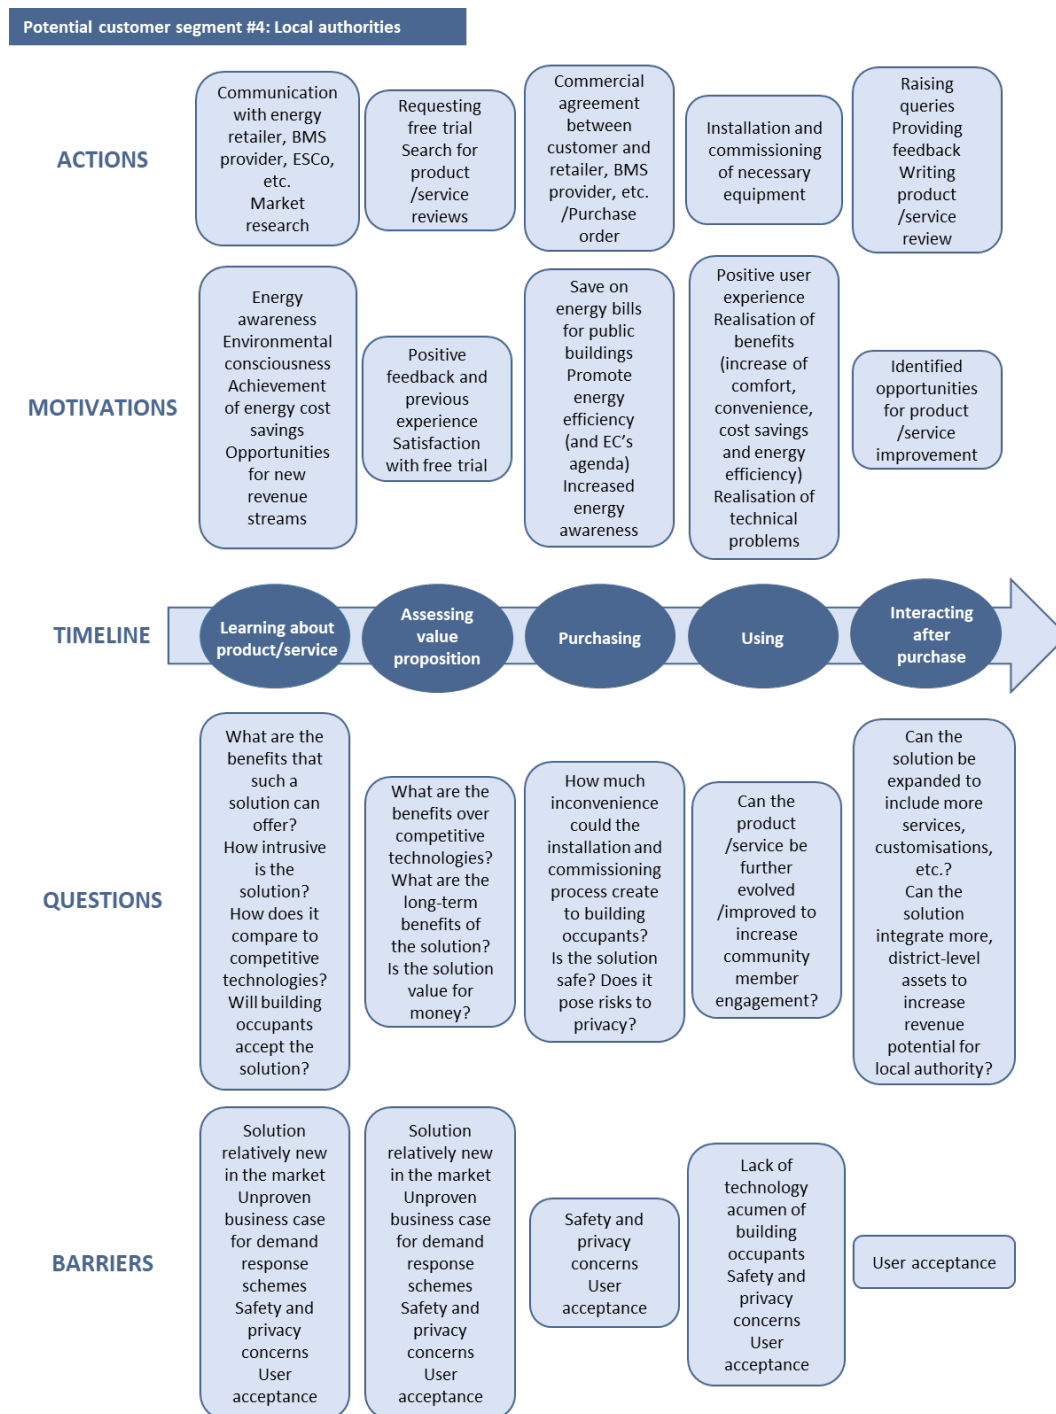 Potential customer segment #4: Local authorities
ACTIONS
Communication
with energy
retailer, BMS
provider, ESCo,
etc.
Market
research
Requesting
free trial
Search for
product
/service
reviews
Commercial
agreement
between
customer and
retailer, BMS
provider, etc.
/Purchase
order
Installation and
commissioning
of necessary
equipment
Raising
queries
Providing
feedback
Writing
product
/service
review
MOTIVATIONS
Energy
awareness
Environmental
consciousness
Achievement
of energy cost
savings
Opportunities
for new
revenue
streams
Positive
feedback and
previous
experience
Satisfaction
with free trial
Save on
energy bills
for public
buildings
Promote
energy
efficiency
(and EC's
agenda)
Increased
energy
awareness
Positive user
experience
Realisation of
benefits
(increase of
comfort,
convenience,
cost savings
and energy
efficiency)
Realisation of
technical
problems
Identified
opportunities
for product
/service
improvement
TIMELINE
Learning about
product/service
Assessing
value
proposition
Purchasing
Using
Interacting
after
purchase
QUESTIONS
What are the
benefits that
such a
solution can
offer?
How intrusive
is the
solution?
How does it
compare to
competitive
technologies?
Will building
occupants
accept the
solution?
What are the
benefits over
competitive
technologies?
What are the
long-term
benefits of
the solution?
Is the solution
value for
money?
How much
inconvenience
could the
installation and
commissioning
process create
to building
occupants?
Is the solution
safe? Does it
pose risks to
privacy?
Can the
product
/service be
further
evolved
/improved to
increase
community
member
engagement?
Can the
solution be
expanded to
include more
services,
customisations,
etc.?
Can the
solution
integrate more,
district-level
assets to
increase
revenue
potential for
local authority?
BARRIERS
Solution
relatively new
in the market
Unproven
business case
for demand
response
schemes
Safety and
privacy
concerns
User
acceptance
Solution
relatively new
in the market
Unproven
business case
for demand
response
schemes
Safety and
privacy
concerns
User
acceptance
Safety and
privacy
concerns
User
acceptance
Lack of
technology
acumen of
building
occupants
Safety and
privacy
concerns
User
acceptance
User acceptance